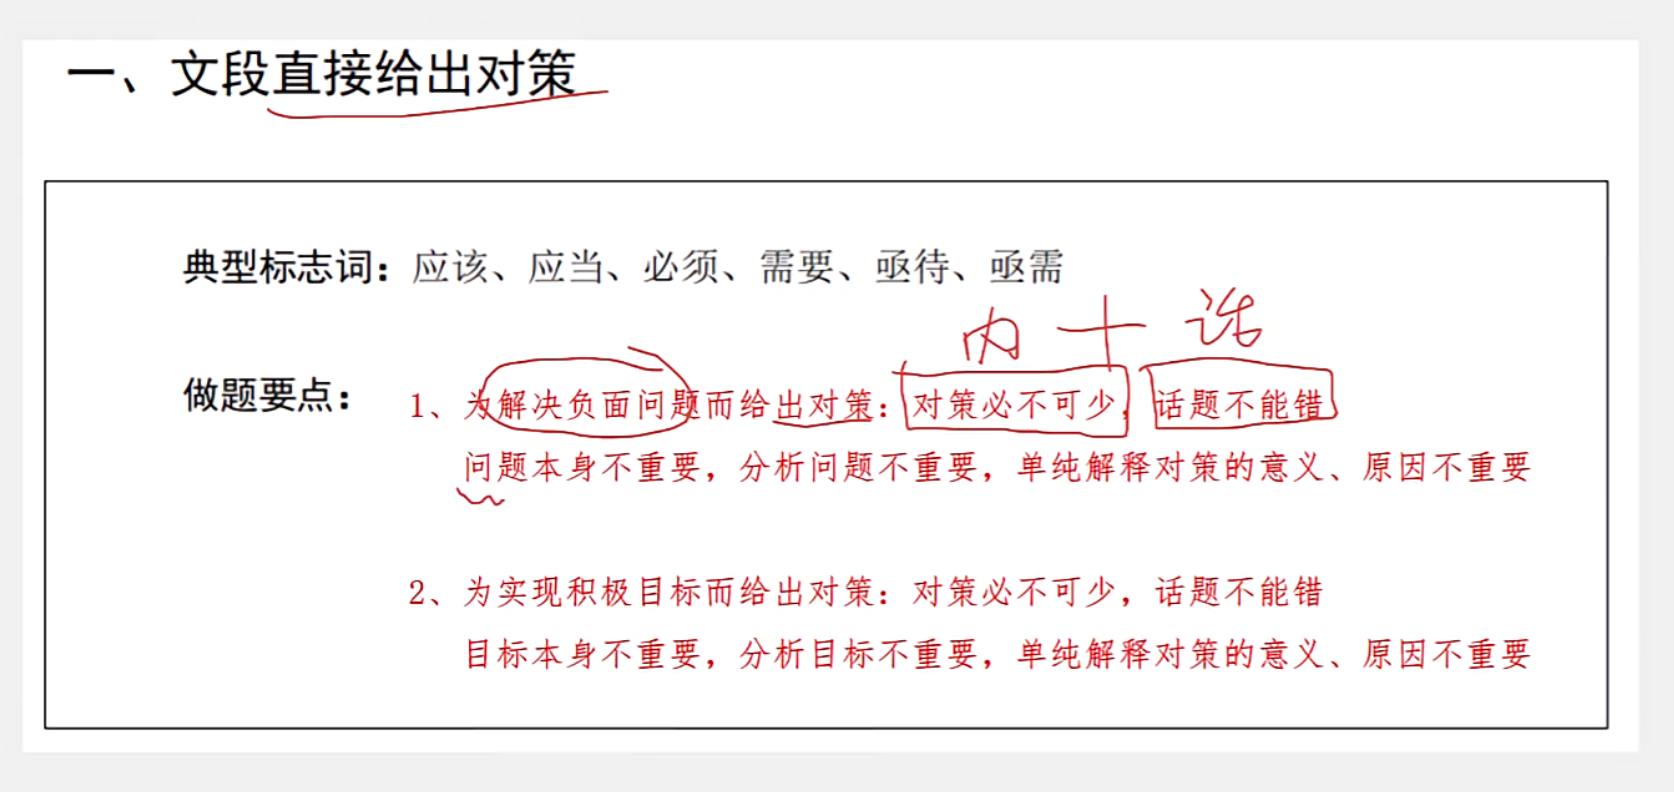 一、文段直接给出对策
典型标志词：应该、应当、必须、需要、亟待、亟需
内 + 话
做题要点：
1、为解决负面问题而给出对策：对策必不可少，话题不能错
问题本身不重要，分析问题不重要，单纯解释对策的意义、原因不重要
2、为实现积极目标而给出对策：对策必不可少，话题不能错
目标本身不重要，分析目标不重要，单纯解释对策的意义、原因不重要